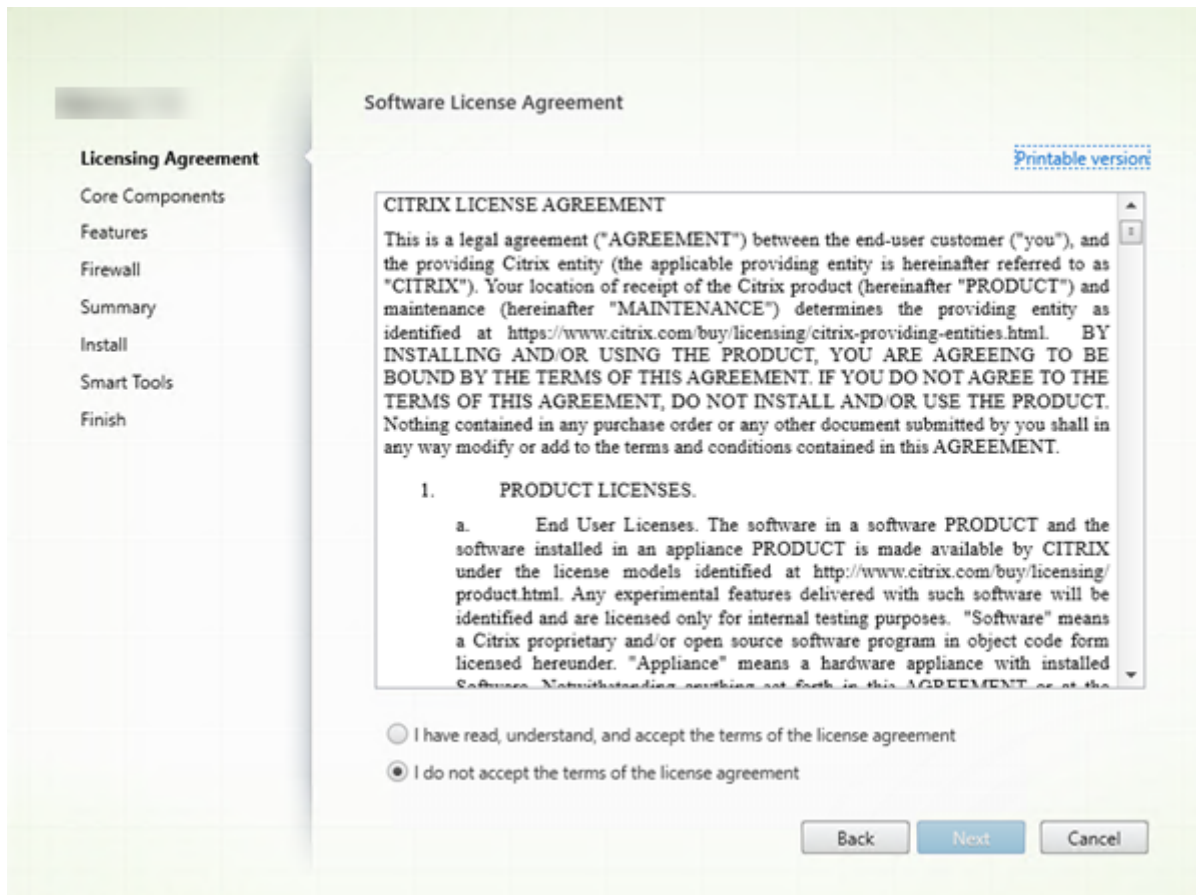 Licensing Agreement
Core Components
Features
Firewall
Summary
Install
Smart Tools
Finish
Software License Agreement
Printable version
CITRIX LICENSE AGREEMENT
This is a legal agreement ("AGREEMENT") between the end-user customer ("you"), and
the providing Citrix entity (the applicable providing entity is hereinafter referred to as
"CITRIX"). Your location of receipt of the Citrix product (hereinafter "PRODUCT") and
maintenance (hereinafter "MAINTENANCE") determines the providing entity as
identified at https://www.citrix.com/buy/licensing/citrix-providing-entities.html. BY
INSTALLING AND/OR USING THE PRODUCT, YOU ARE AGREEING TO BE
BOUND BY THE TERMS OF THIS AGREEMENT. IF YOU DO NOT AGREE TO THE
TERMS OF THIS AGREEMENT, DO NOT INSTALL AND/OR USE THE PRODUCT.
Nothing contained in any purchase order or any other document submitted by you shall in
any way modify or add to the terms and conditions contained in this AGREEMENT.
1. PRODUCT LICENSES.
a. End User Licenses. The software in a software PRODUCT and the
software installed in an appliance PRODUCT is made available by CITRIX
under the license models identified at http://www.citrix.com/buy/licensing/
product.html. Any experimental features delivered with such software will be
identified and are licensed only for internal testing purposes. "Software" means
a Citrix proprietary and/or open source software program in object code form
licensed hereunder. "Appliance" means a hardware appliance with installed
Software. Notwithstanding anything set forth in this AGREEMENT or at the
I have read, understand, and accept the terms of the license agreement
I do not accept the terms of the license agreement
Back
Next
Cancel